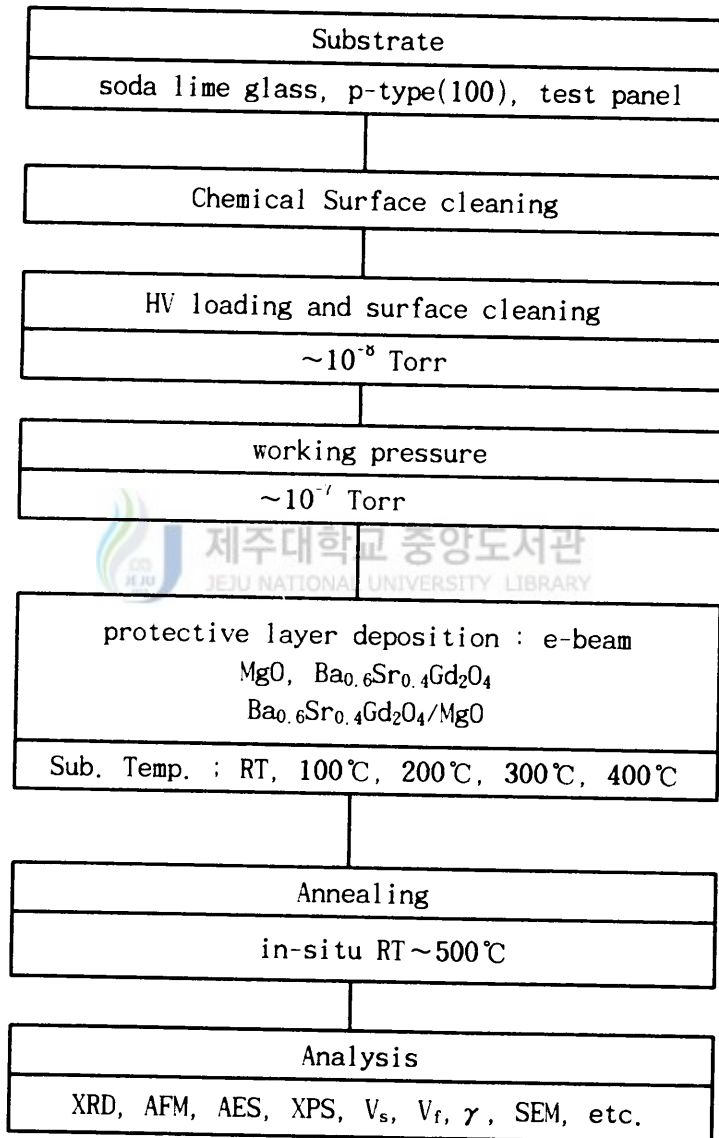 Substrate
soda lime glass, p-type(100), test panel
Chemical Surface cleaning
HV loading and surface cleaning
~10⁻⁸ Torr
working pressure
~10⁻⁷ Torr
제주대학교 중앙도서관
JEJU NATIONAL UNIVERSITY LIBRARY
JEJU
protective layer deposition : e-beam
MgO, Ba₀.₆Sr₀.₄Gd₂O₄
Ba₀.₆Sr₀.₄Gd₂O₄/MgO
Sub. Temp. ; RT, 100℃, 200℃, 300℃, 400℃
Annealing
in-situ RT~500℃
Analysis
XRD, AFM, AES, XPS, Vₛ, V_f, γ, SEM, etc.